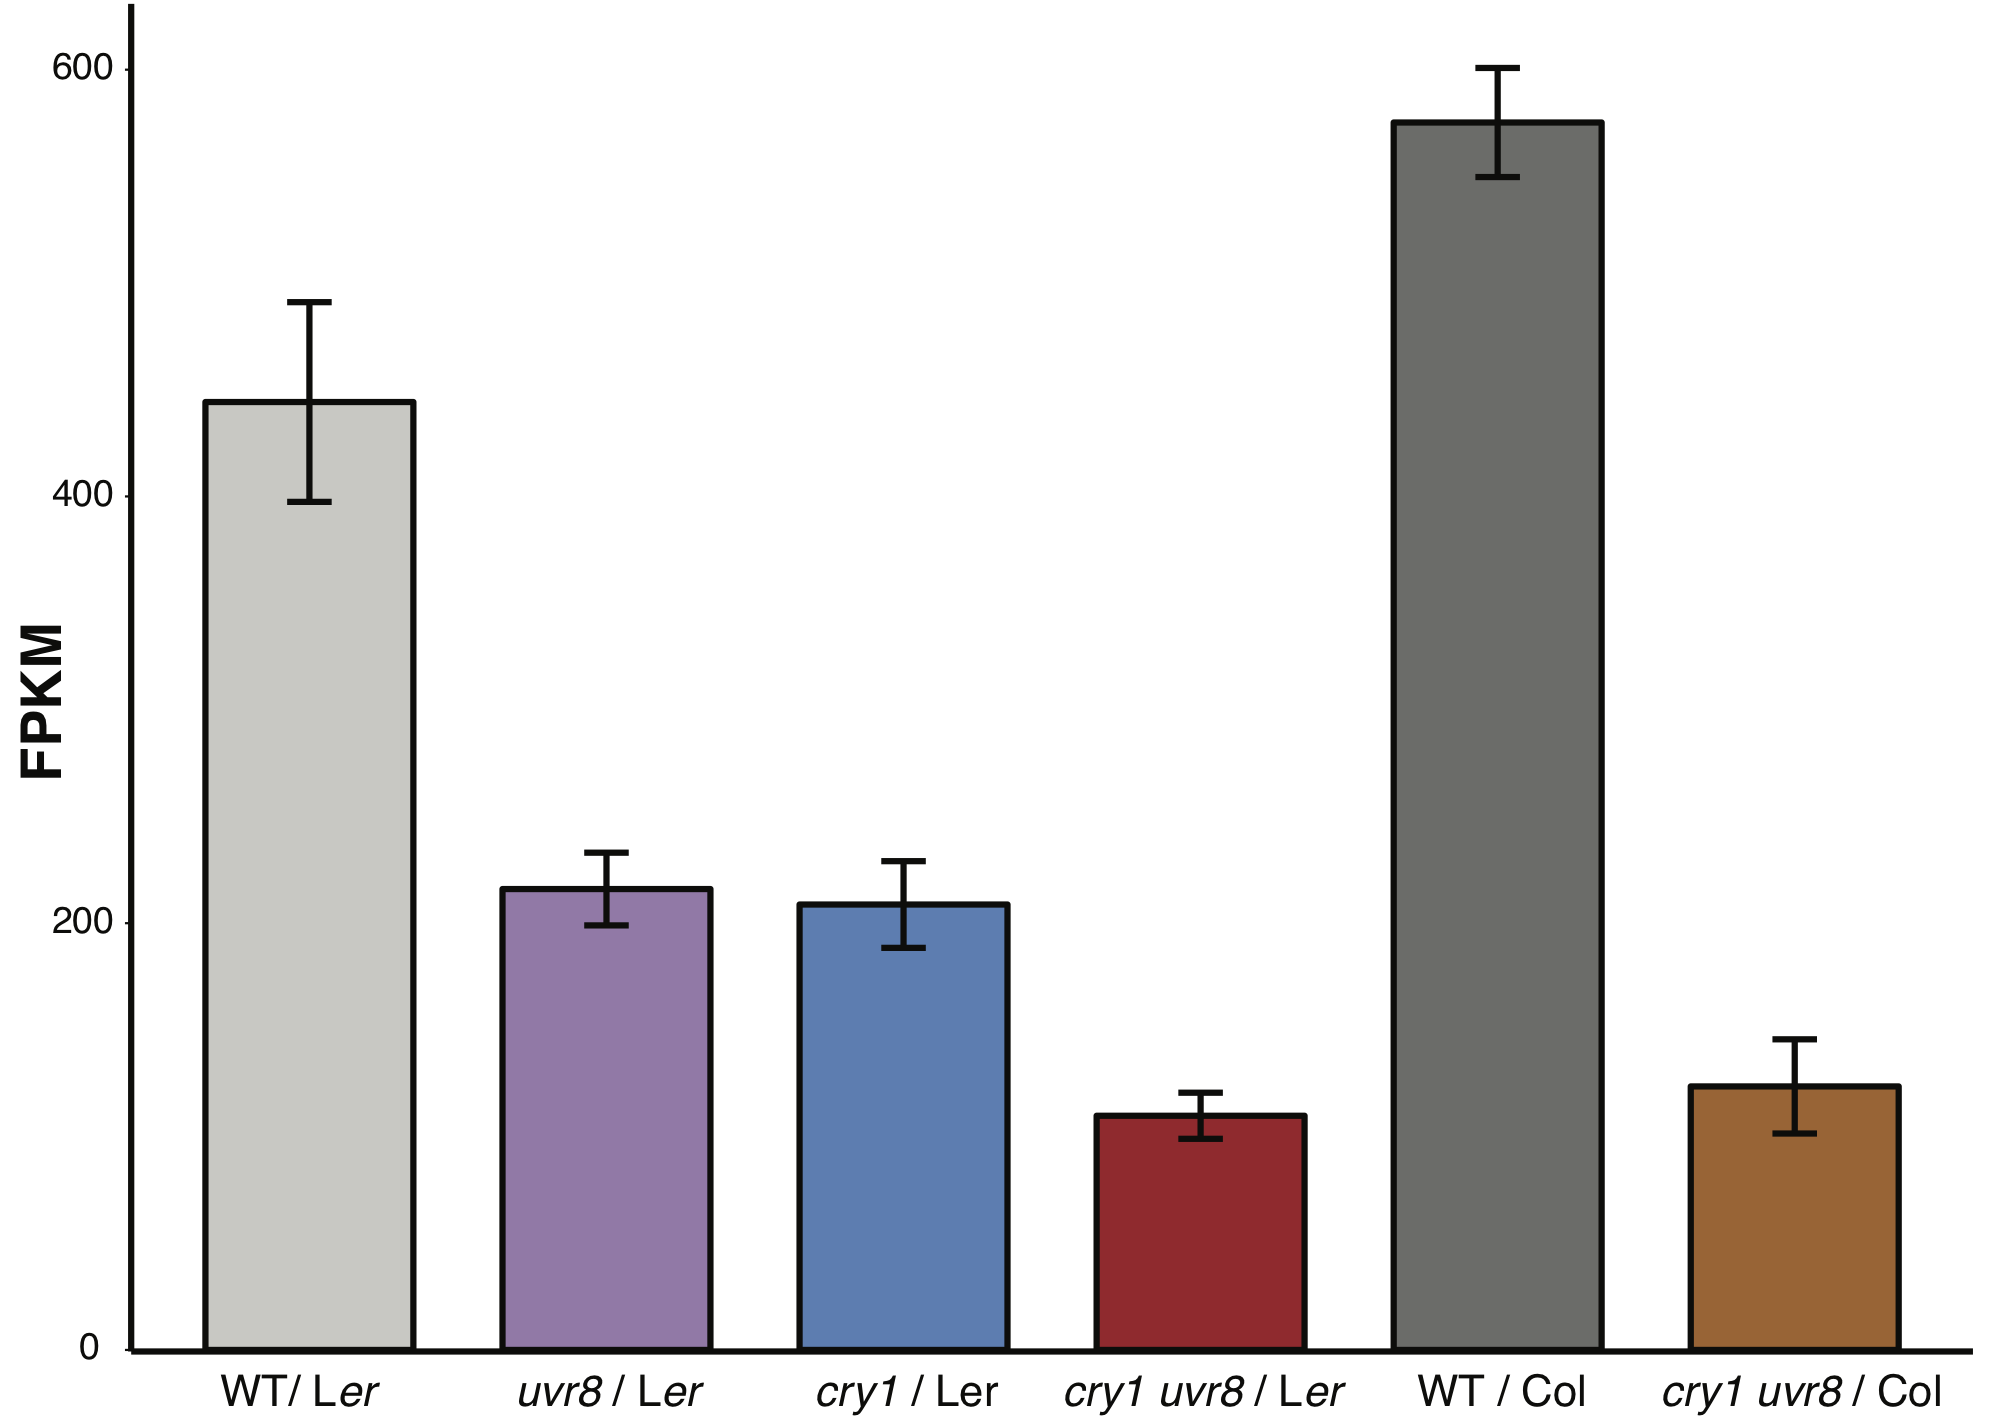 600
400
200
0
FPKM
WT/ Ler
uvr8 / Ler
cry1 / Ler
cry1 uvr8 / Ler
WT / Col
cry1 uvr8 / Col